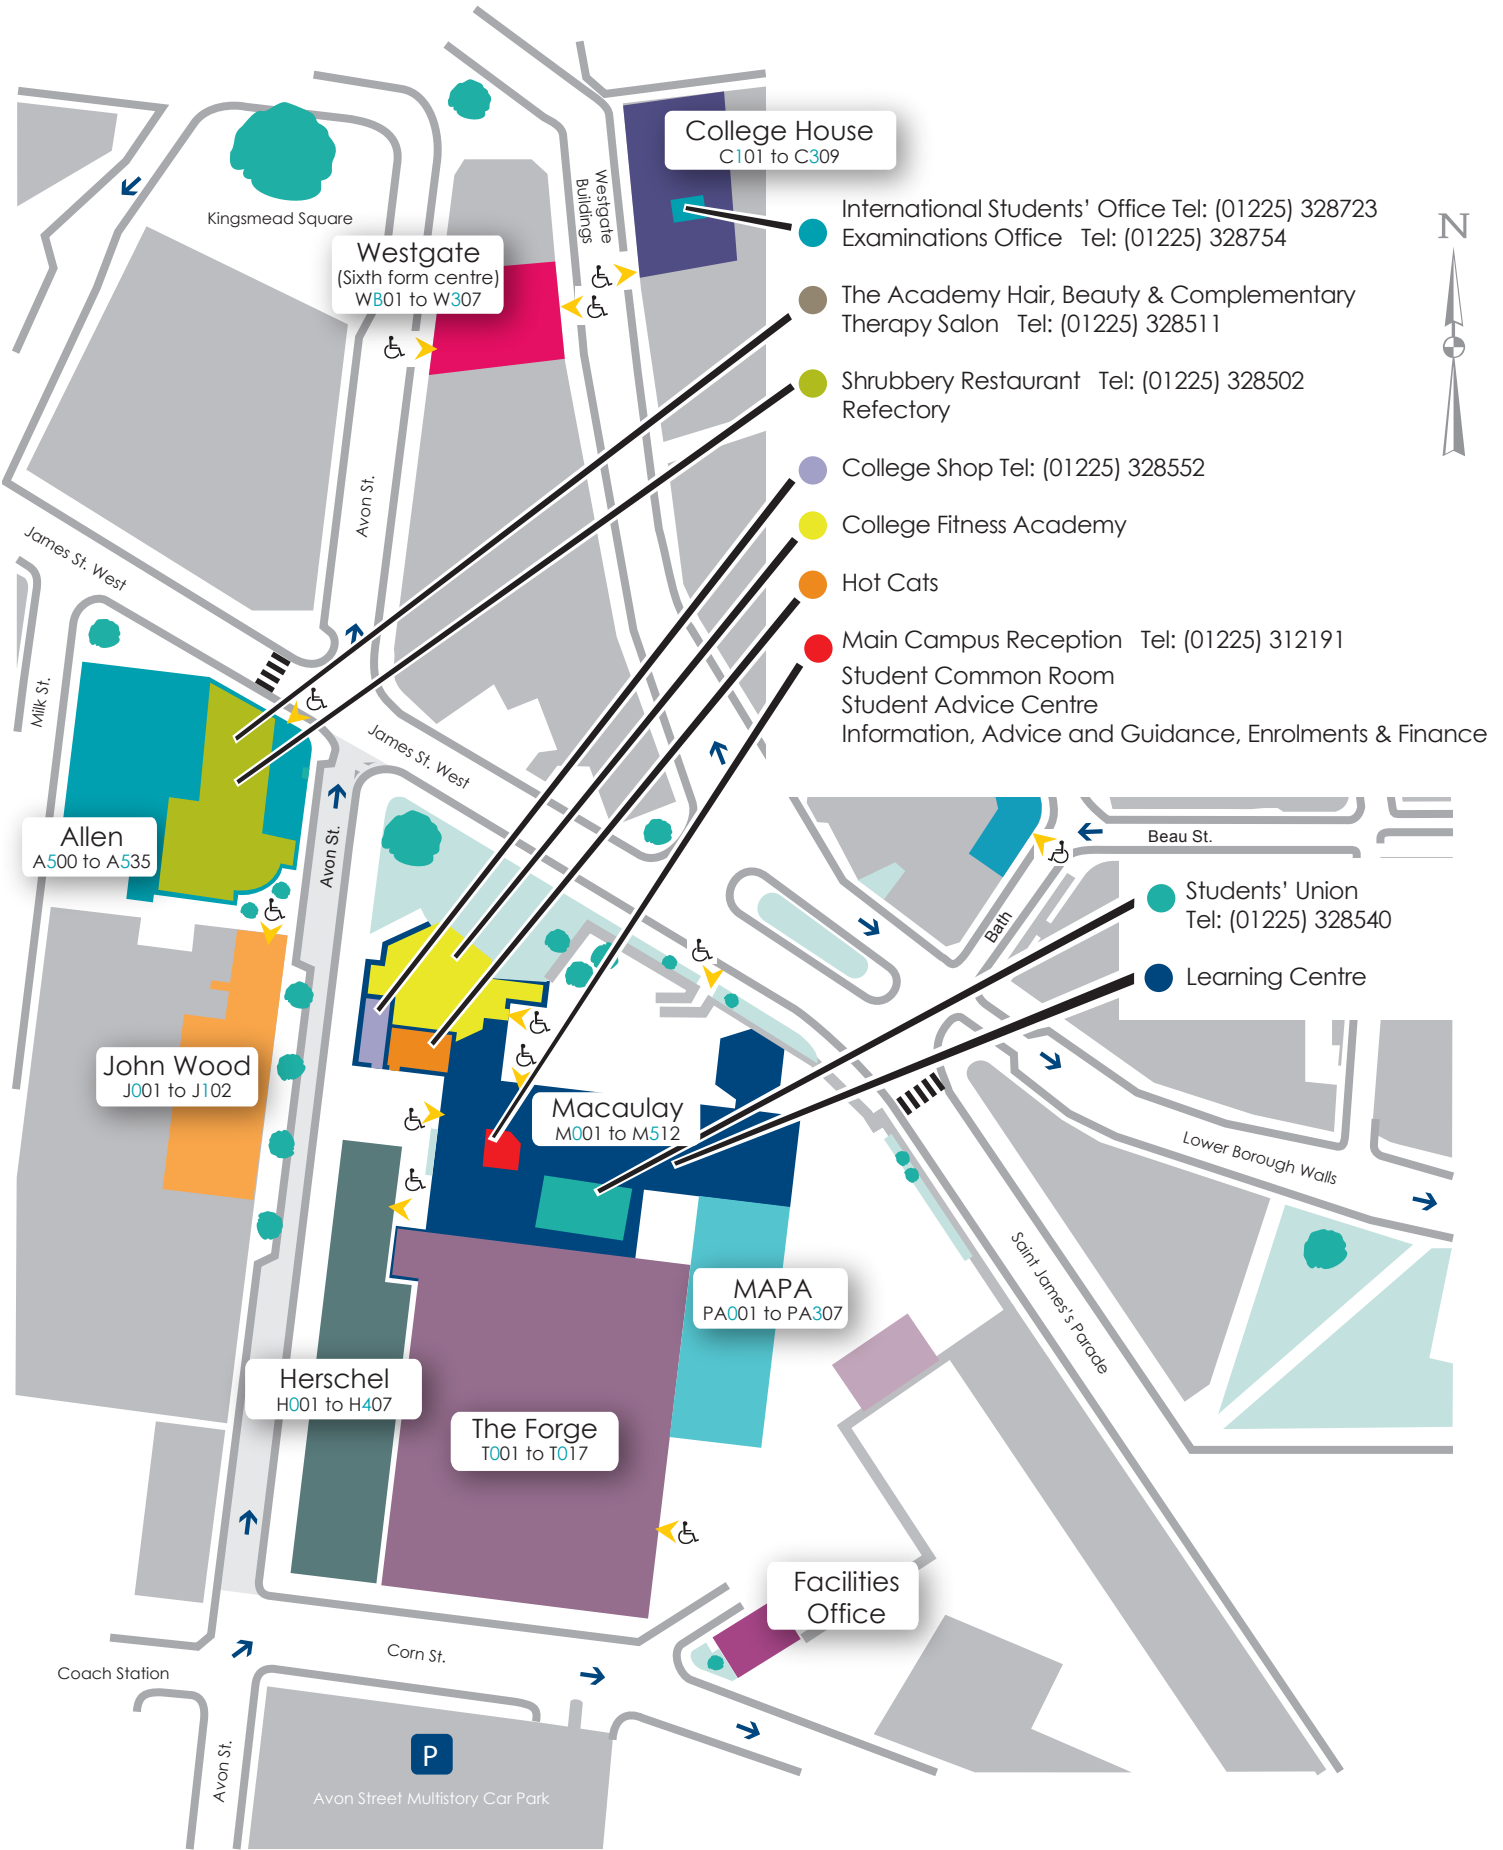 College House
C101 to C309
Westgate
Buildings
Kingsmead Square
Westgate
(Sixth form centre)
WB01 to W307
International Students’ Office Tel: (01225) 328723
Examinations Office Tel: (01225) 328754
N
The Academy Hair, Beauty & Complementary
Therapy Salon Tel: (01225) 328511
Shrubbery Restaurant Tel: (01225) 328502
Refectory
College Shop Tel: (01225) 328552
College Fitness Academy
Hot Cats
Main Campus Reception Tel: (01225) 312191
Student Common Room
Student Advice Centre
Information, Advice and Guidance, Enrolments & Finance
Avon St.
James St. West
Milk St.
James St. West
Allen
A500 to A535
Avon St.
Beau St.
Bath
Students’ Union
Tel: (01225) 328540
Learning Centre
John Wood
J001 to J102
Macaulay
M001 to M512
Lower Borough Walls
Saint James's Parade
MAPA
PA001 to PA307
Herschel
H001 to H407
The Forge
T001 to T017
Facilities
Office
Corn St.
Coach Station
Avon St.
P
Avon Street Multistory Car Park